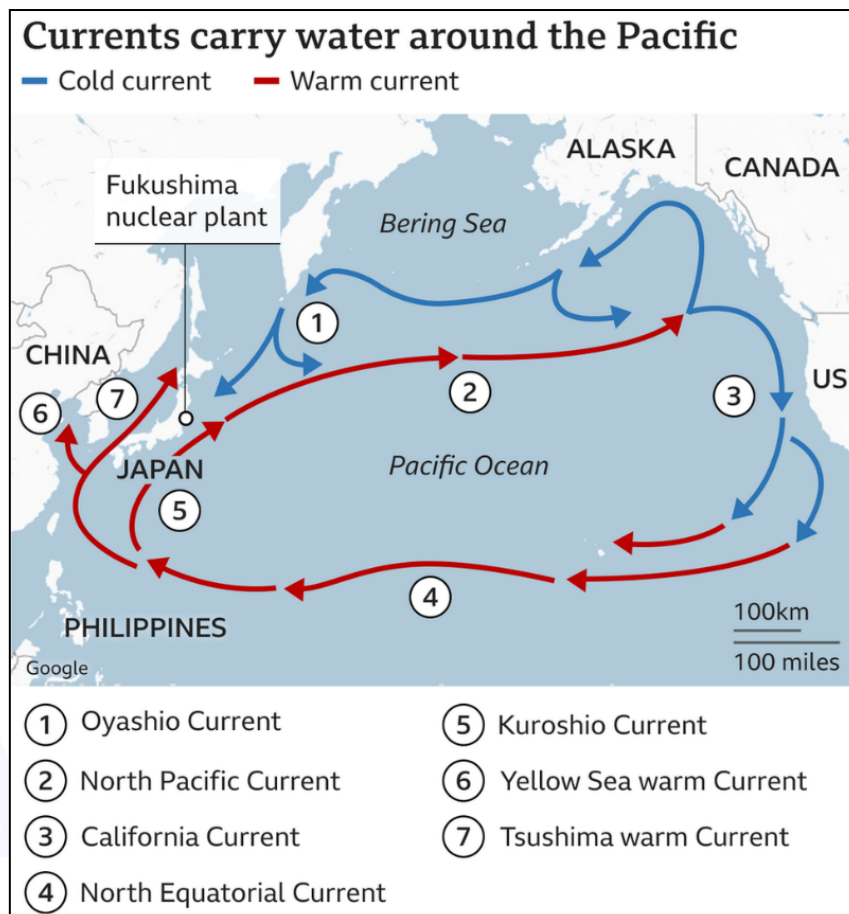 Currents carry water around the Pacific
Cold current
Warm current
ALASKA
CANADA
Fukushima
nuclear plant
Bering Sea
1
CHINA
7
2
3
US
6
JAPAN
Pacific Ocean
5
4
100km
PHILIPPINES
100 miles
Google
1 Oyashio Current
2 North Pacific Current
3 California Current
4 North Equatorial Current
5 Kuroshio Current
6 Yellow Sea warm Current
7 Tsushima warm Current